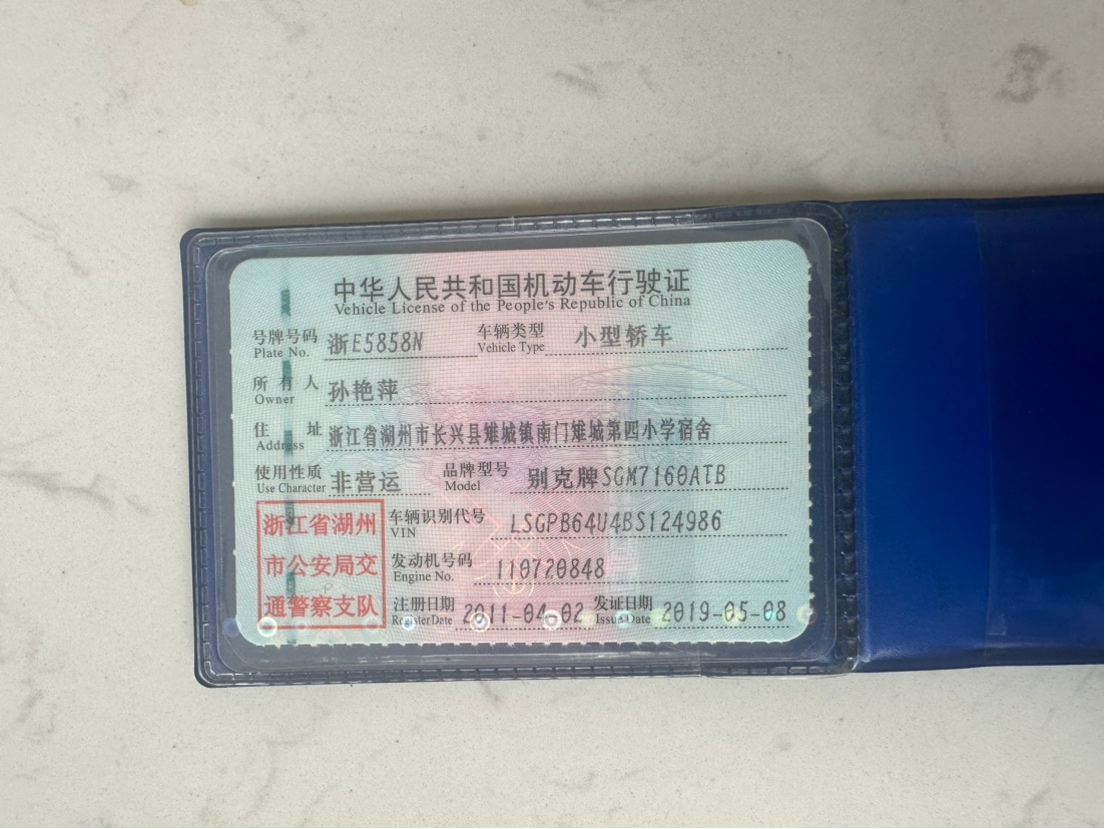 中华人民共和国机动车行驶证
Vehicle License of the People's Republic of China
号牌号码 Plate No. 浙E5858N 车辆类型 Vehicle Type 小型轿车
所有人 Owner 孙艳萍
住址 Address 浙江省湖州市长兴县雉城镇南门雉城第四小学宿舍
使用性质 Use Character 非营运 品牌型号 Model 别克牌SGM7160ATB
浙江省湖州
市公安局交
通警察支队
车辆识别代号 VIN LSGPB64U4BS124986
发动机号码 Engine No. 110720848
注册日期 Register Date 2011-04-02 发证日期 Issue Date 2019-05-08